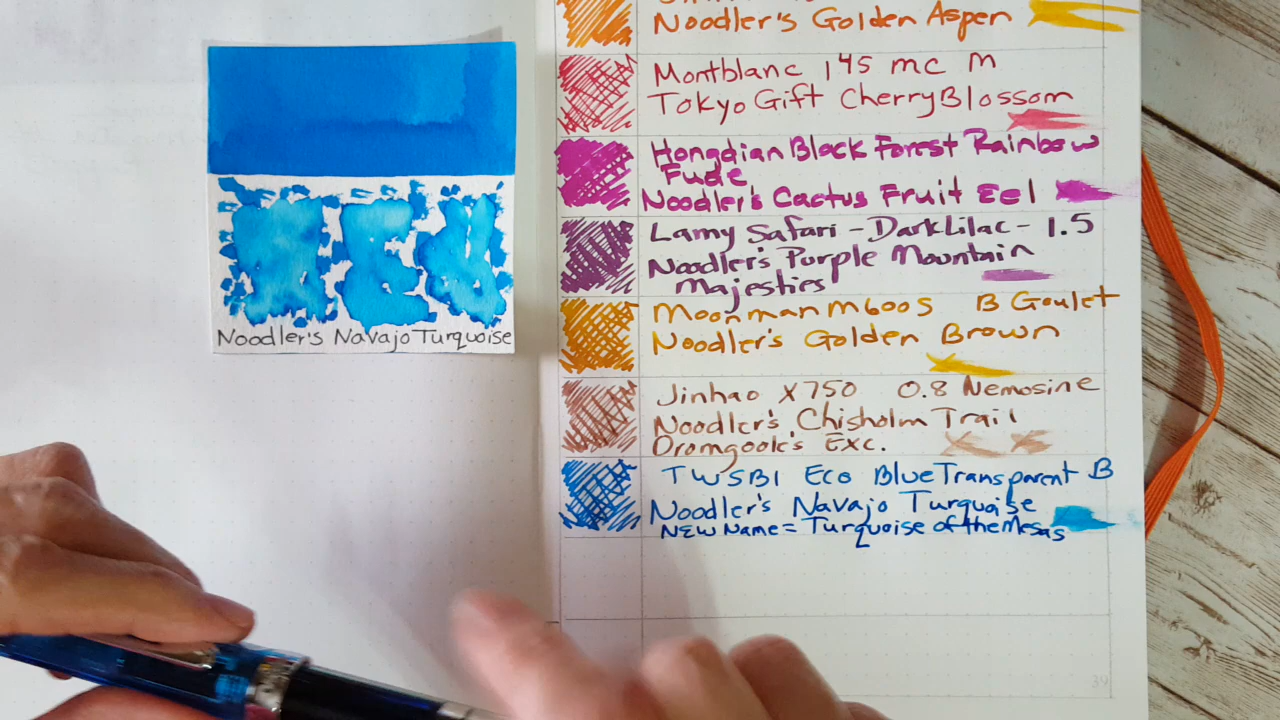 Noodler's Navajo Turquoise
Noodler's Golden Aspen
Montblanc 145 MC M
Tokyo Gift Cherry Blossom
Hongdian Black Forest Rainbow
Fude
Noodler's Cactus Fruit Eel
Lamy Safari - Dark Lilac - 1.5
Noodler's Purple Mountain
Majesties
Moonman M600S B Goulet
Noodler's Golden Brown
Jinhao X750 0.8 Nemosine
Noodler's Chisholm Trail
Dromgoole's Exc.
TWSBI Eco Blue Transparent B
Noodler's Navajo Turquoise
New Name = Turquoise of the Mesas
34